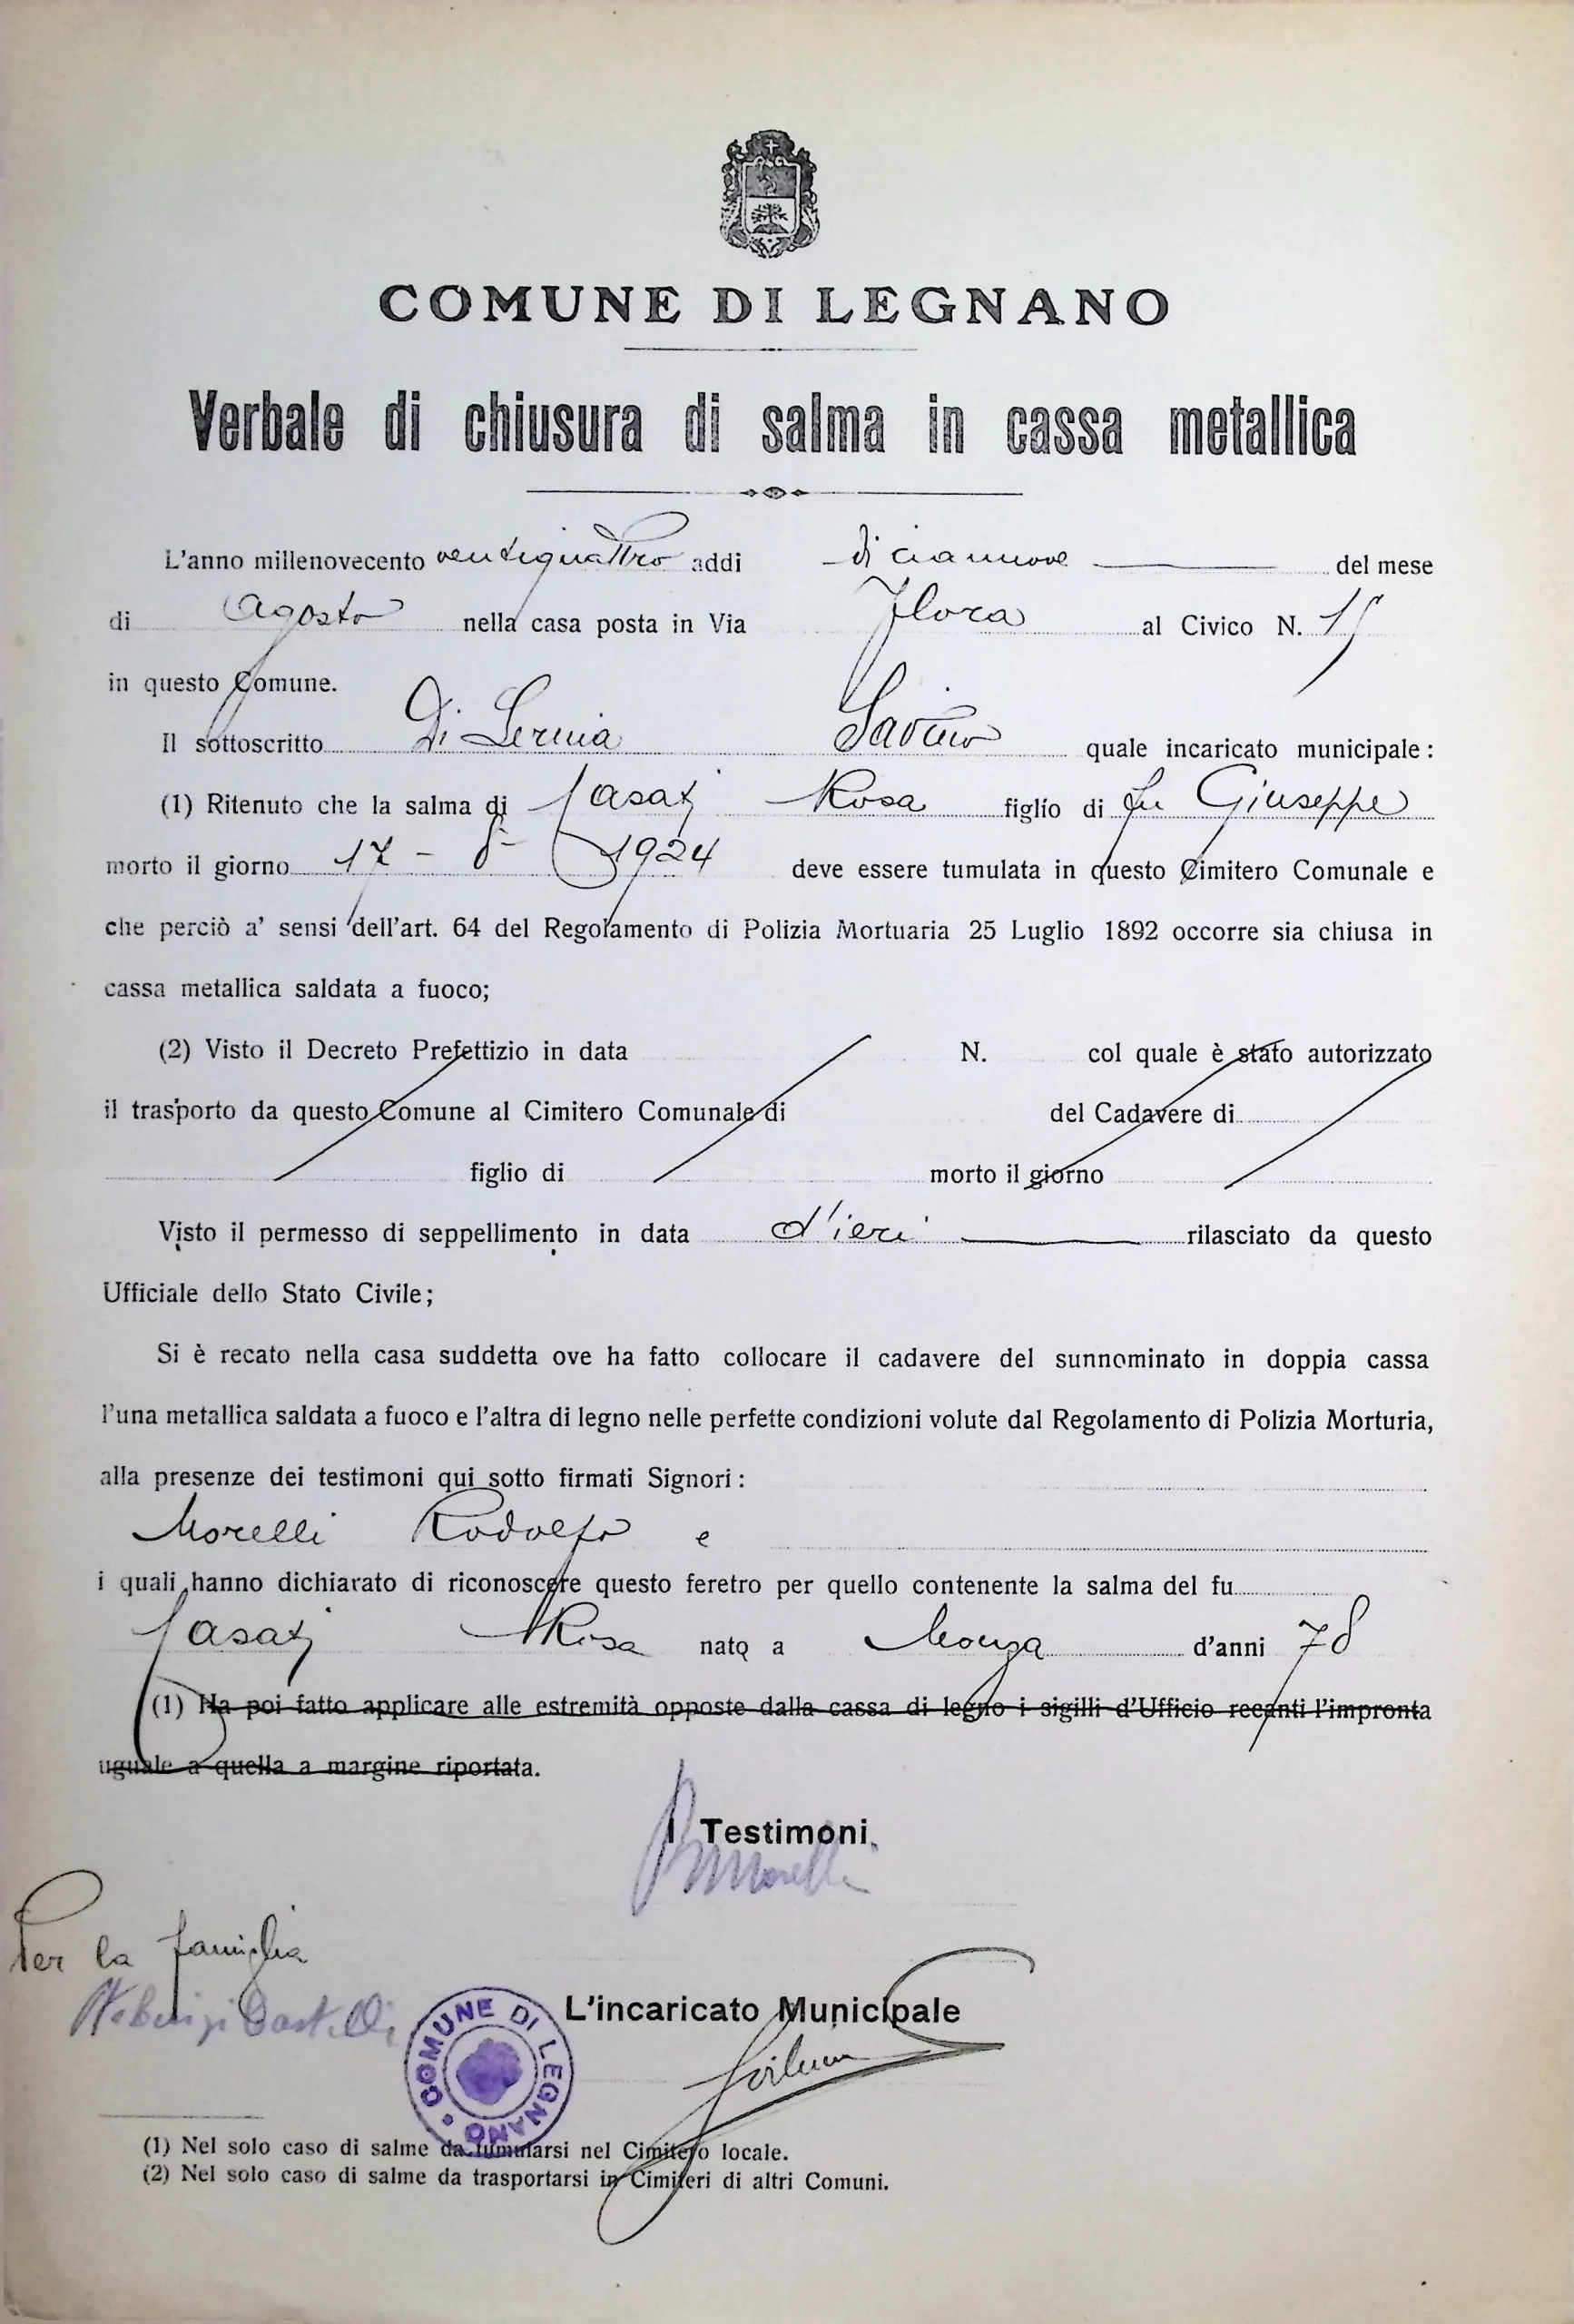 COMUNE DI LEGNANO
Verbale di chiusura di salma in cassa metallica
L'anno millenovecento ventiquattro addi diciannove del mese
di Agosto nella casa posta in Via Flora al Civico N. 15
in questo Comune.
Il sottoscritto Di Lernia Savino quale incaricato municipale:
(1) Ritenuto che la salma di Casati Rosa figlio di fu Giuseppe
morto il giorno 17 - 8 - 1924 deve essere tumulata in questo Cimitero Comunale e
che perciò a' sensi dell'art. 64 del Regolamento di Polizia Mortuaria 25 Luglio 1892 occorre sia chiusa in
cassa metallica saldata a fuoco;
(2) Visto il Decreto Prefettizio in data N. col quale è stato autorizzato
il trasporto da questo Comune al Cimitero Comunale di del Cadavere di
figlio di morto il giorno
Visto il permesso di seppellimento in data d'ieri rilasciato da questo
Ufficiale dello Stato Civile;
Si è recato nella casa suddetta ove ha fatto collocare il cadavere del sunnominato in doppia cassa
l'una metallica saldata a fuoco e l'altra di legno nelle perfette condizioni volute dal Regolamento di Polizia Morturia,
alla presenze dei testimoni qui sotto firmati Signori:
Morelli Rodolfo e
i quali hanno dichiarato di riconoscere questo feretro per quello contenente la salma del fu
Casati Rosa nato a Monza d'anni 78
(1) Ha poi fatto applicare alle estremità opposte dalla cassa di legno i sigilli d'Ufficio recanti l'impronta
uguale a quella a margine riportata.
I Testimoni.
R Morelli
Per la famiglia
L'incaricato Municipale
COMUNE DI LEGNANO
(1) Nel solo caso di salme da tumularsi nel Cimitero locale.
(2) Nel solo caso di salme da trasportarsi in Cimiteri di altri Comuni.